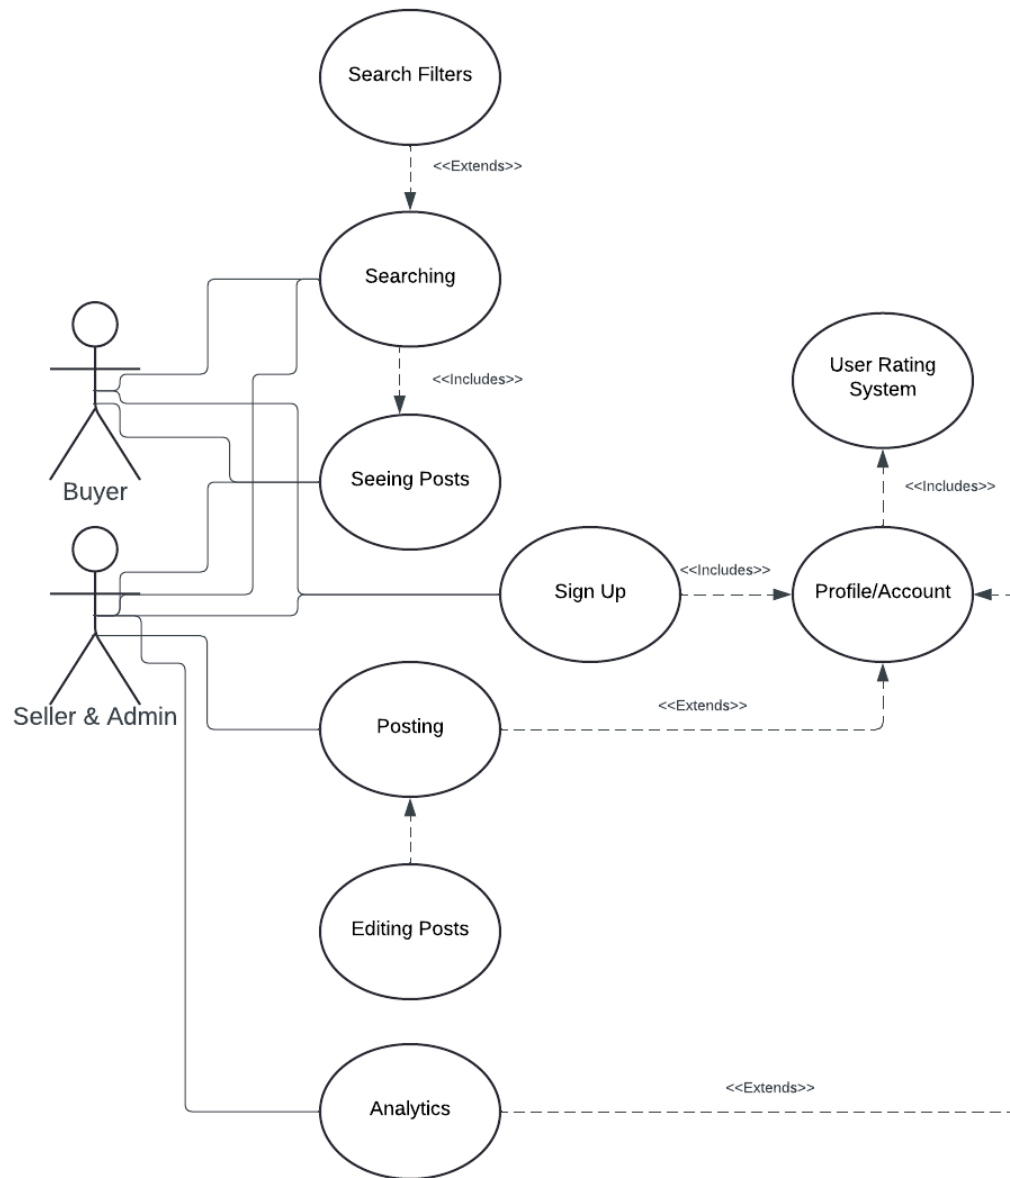 Search Filters
<<Extends>>
Searching
<<Includes>>
User Rating
System
Seeing Posts
<<Includes>>
Buyer
<<Includes>>
Sign Up
Profile/Account
Seller & Admin
<<Extends>>
Posting
Editing Posts
<<Extends>>
Analytics